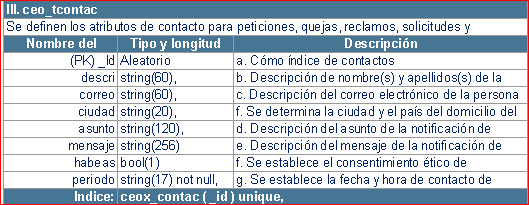 III. ceo_tcontac
Se definen los atributos de contacto para peticiones, quejas, reclamos, solicitudes y
Nombre del Tipo y longitud Descripción
(PK) _Id Aleatorio a. Cómo índice de contactos
descri string(60), b. Descripción de nombre(s) y apellidos(s) de la
correo string(60), c. Descripción del correo electrónico de la persona
ciudad string(20), f. Se determina la ciudad y el país del domicilio del
asunto string(120), d. Descripción del asunto de la notificación de
mensaje string(256) e. Descripción del mensaje de la notificación de
habeas bool(1) f. Se establece el consentimiento ético de
periodo string(17) not null, g. Se establece la fecha y hora de contacto de
Indice: ceox_contac (_id ) unique,